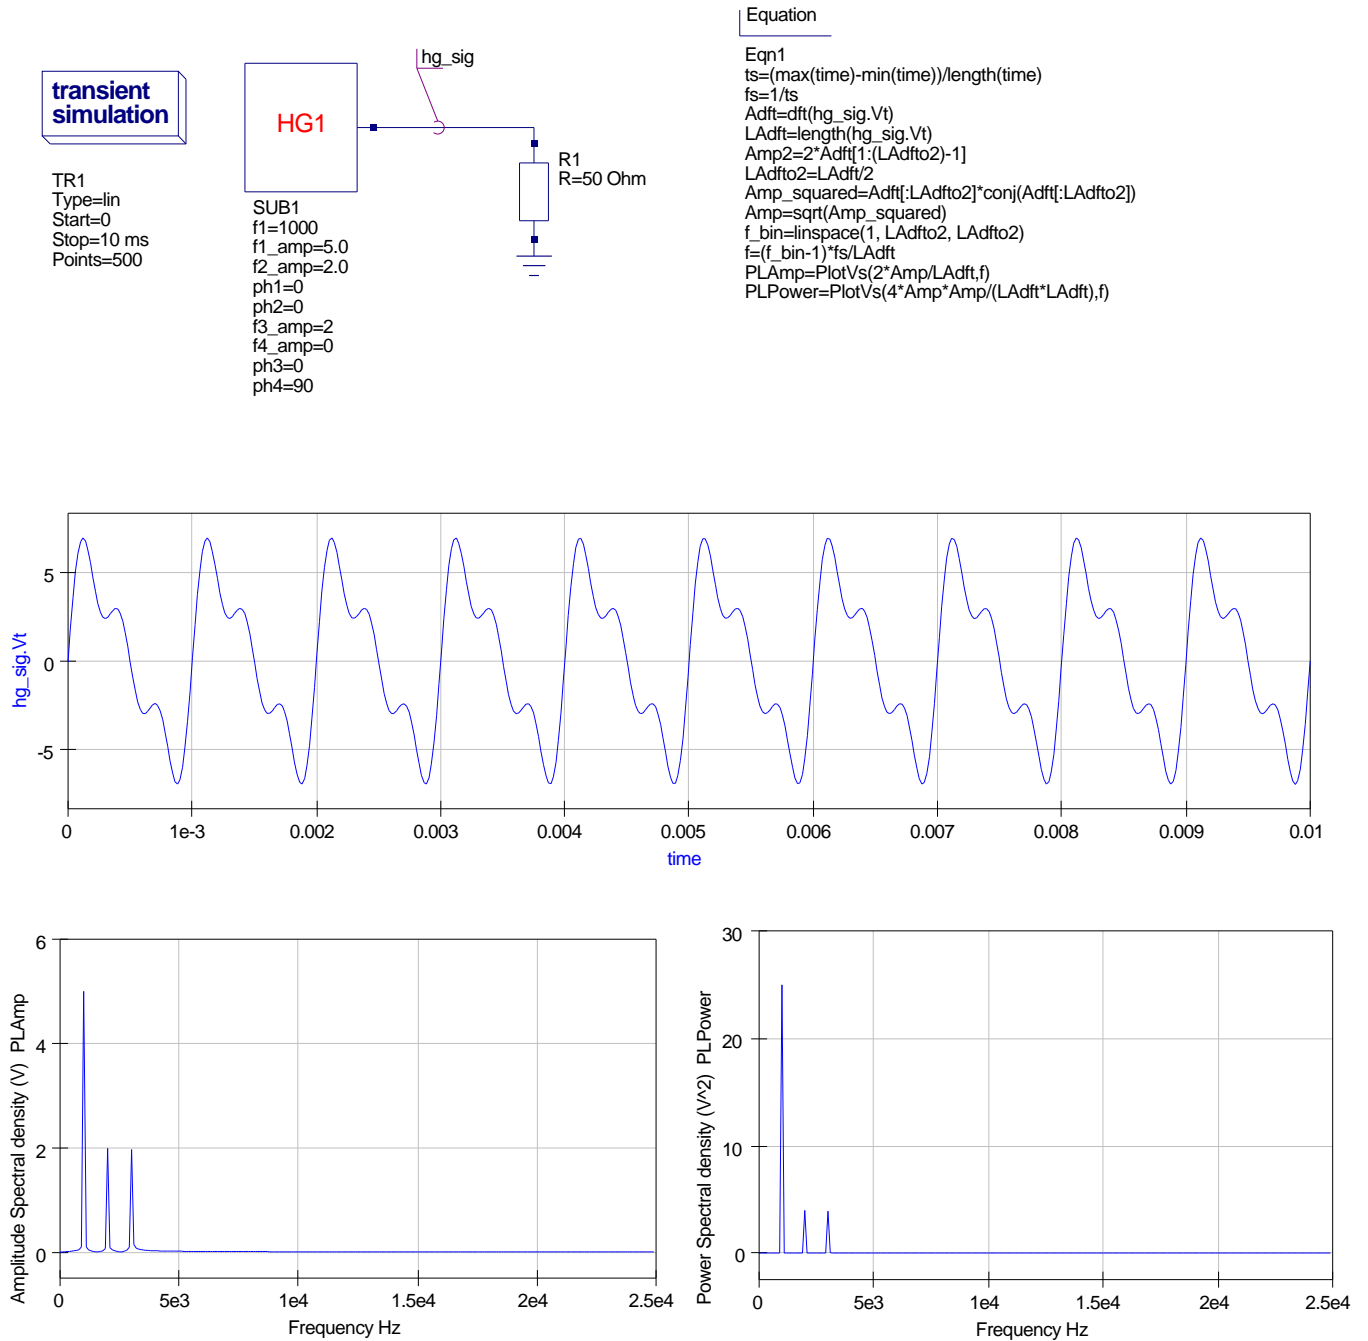 Equation
hg_sig
transient
simulation
HG1
TR1
Type=lin
Start=0
Stop=10 ms
Points=500
SUB1
f1=1000
f1_amp=5.0
f2_amp=2.0
ph1=0
ph2=0
f3_amp=2
f4_amp=0
ph3=0
ph4=90
R1
R=50 Ohm
Eqn1
ts=(max(time)-min(time))/length(time)
fs=1/ts
Adft=dft(hg_sig.Vt)
LAdft=length(hg_sig.Vt)
Amp2=2*Adft[1:(LAdfto2)-1]
LAdfto2=LAdft/2
Amp_squared=Adft[:LAdfto2]*conj(Adft[:LAdfto2])
Amp=sqrt(Amp_squared)
f_bin=linspace(1, LAdfto2, LAdfto2)
f=(f_bin-1)*fs/LAdft
PLAmp=PlotVs(2*Amp/LAdft,f)
PLPower=PlotVs(4*Amp*Amp/(LAdft*LAdft),f)
hg_sig.Vt
5
0
-5
0 1e-3 0.002 0.003 0.004 0.005 0.006 0.007 0.008 0.009 0.01
time
Amplitude Spectral density (V) PLAmp
6
4
2
0
0 5e3 1e4 1.5e4 2e4 2.5e4
Frequency Hz
Power Spectral density (V^2) PLPower
30
20
10
0
0 5e3 1e4 1.5e4 2e4 2.5e4
Frequency Hz